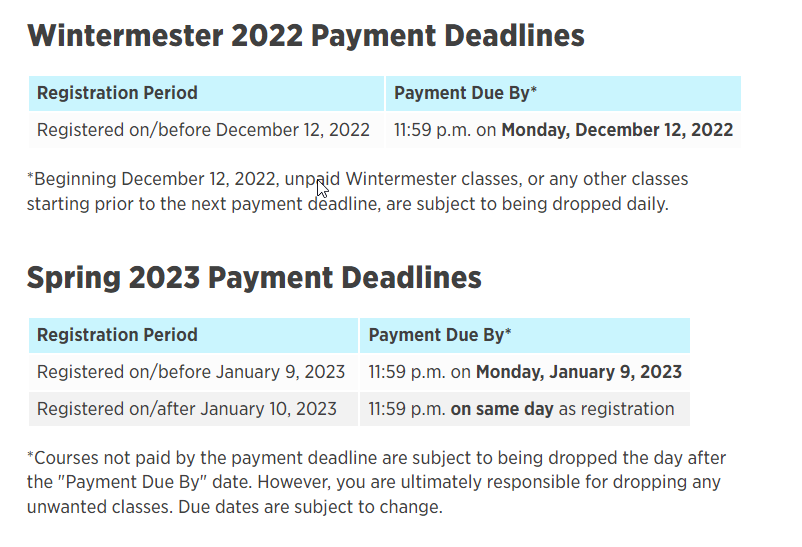 Wintermester 2022 Payment Deadlines
Registration Period Payment Due By*
Registered on/before December 12, 2022 11:59 p.m. on Monday, December 12, 2022
*Beginning December 12, 2022, unpaid Wintermester classes, or any other classes
starting prior to the next payment deadline, are subject to being dropped daily.
Spring 2023 Payment Deadlines
Registration Period Payment Due By*
Registered on/before January 9, 2023 11:59 p.m. on Monday, January 9, 2023
Registered on/after January 10, 2023 11:59 p.m. on same day as registration
*Courses not paid by the payment deadline are subject to being dropped the day after
the "Payment Due By" date. However, you are ultimately responsible for dropping any
unwanted classes. Due dates are subject to change.